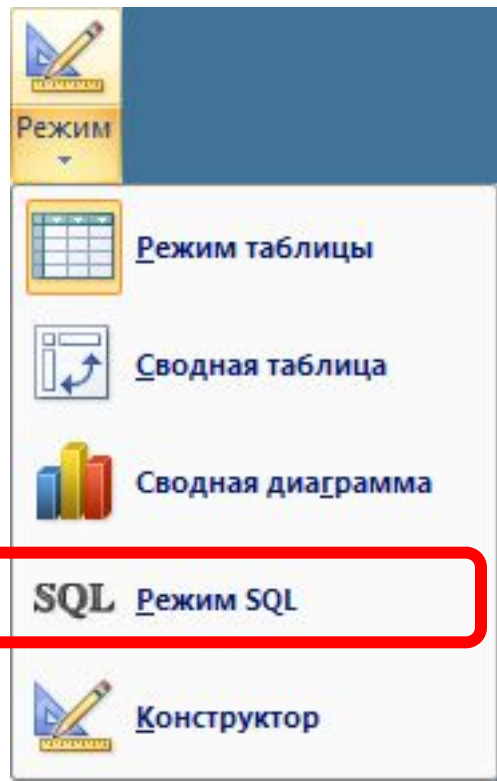 Режим
Режим таблицы
Сводная таблица
Сводная диаграмма
SQL Режим SQL
Конструктор